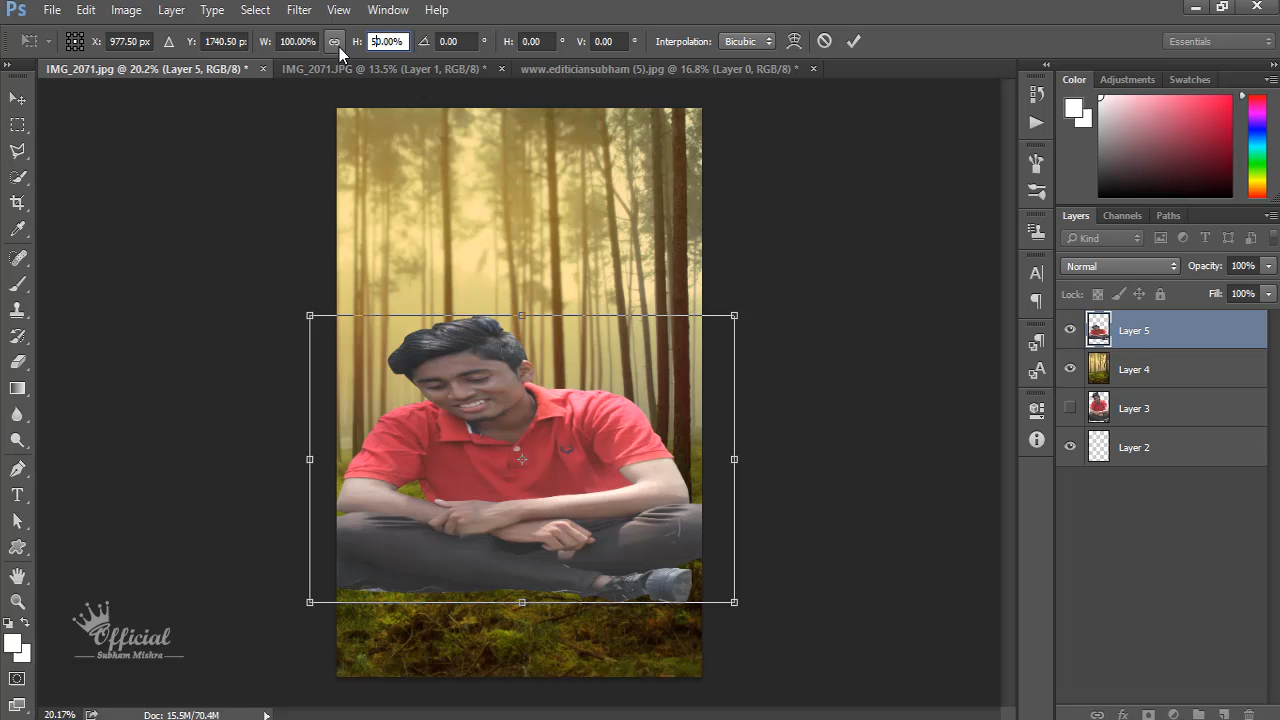 Ps File Edit Image Layer Type Select Filter 3D View Window Help
X: 977.50 px Y: 1740.50 p: W: 100.00% H: 50.00% 0.00 ° H: 0.00 ° V: 0.00 ° Interpolation: Bicubic Essentials
IMG_2071.jpg @ 20.2% (Layer 5, RGB/8) * × IMG_2071.JPG @ 13.5% (Layer 1, RGB/8) * × www.editiciansubham (5).jpg @ 16.8% (Layer 0, RGB/8) * ×
Color Adjustments Swatches
Layers Channels Paths
Kind
Normal Opacity: 100%
Lock: Fill: 100%
Layer 5
Layer 4
Layer 3
Layer 2
Official
Subham Mishra
20.17% Doc: 15.5M/70.4M